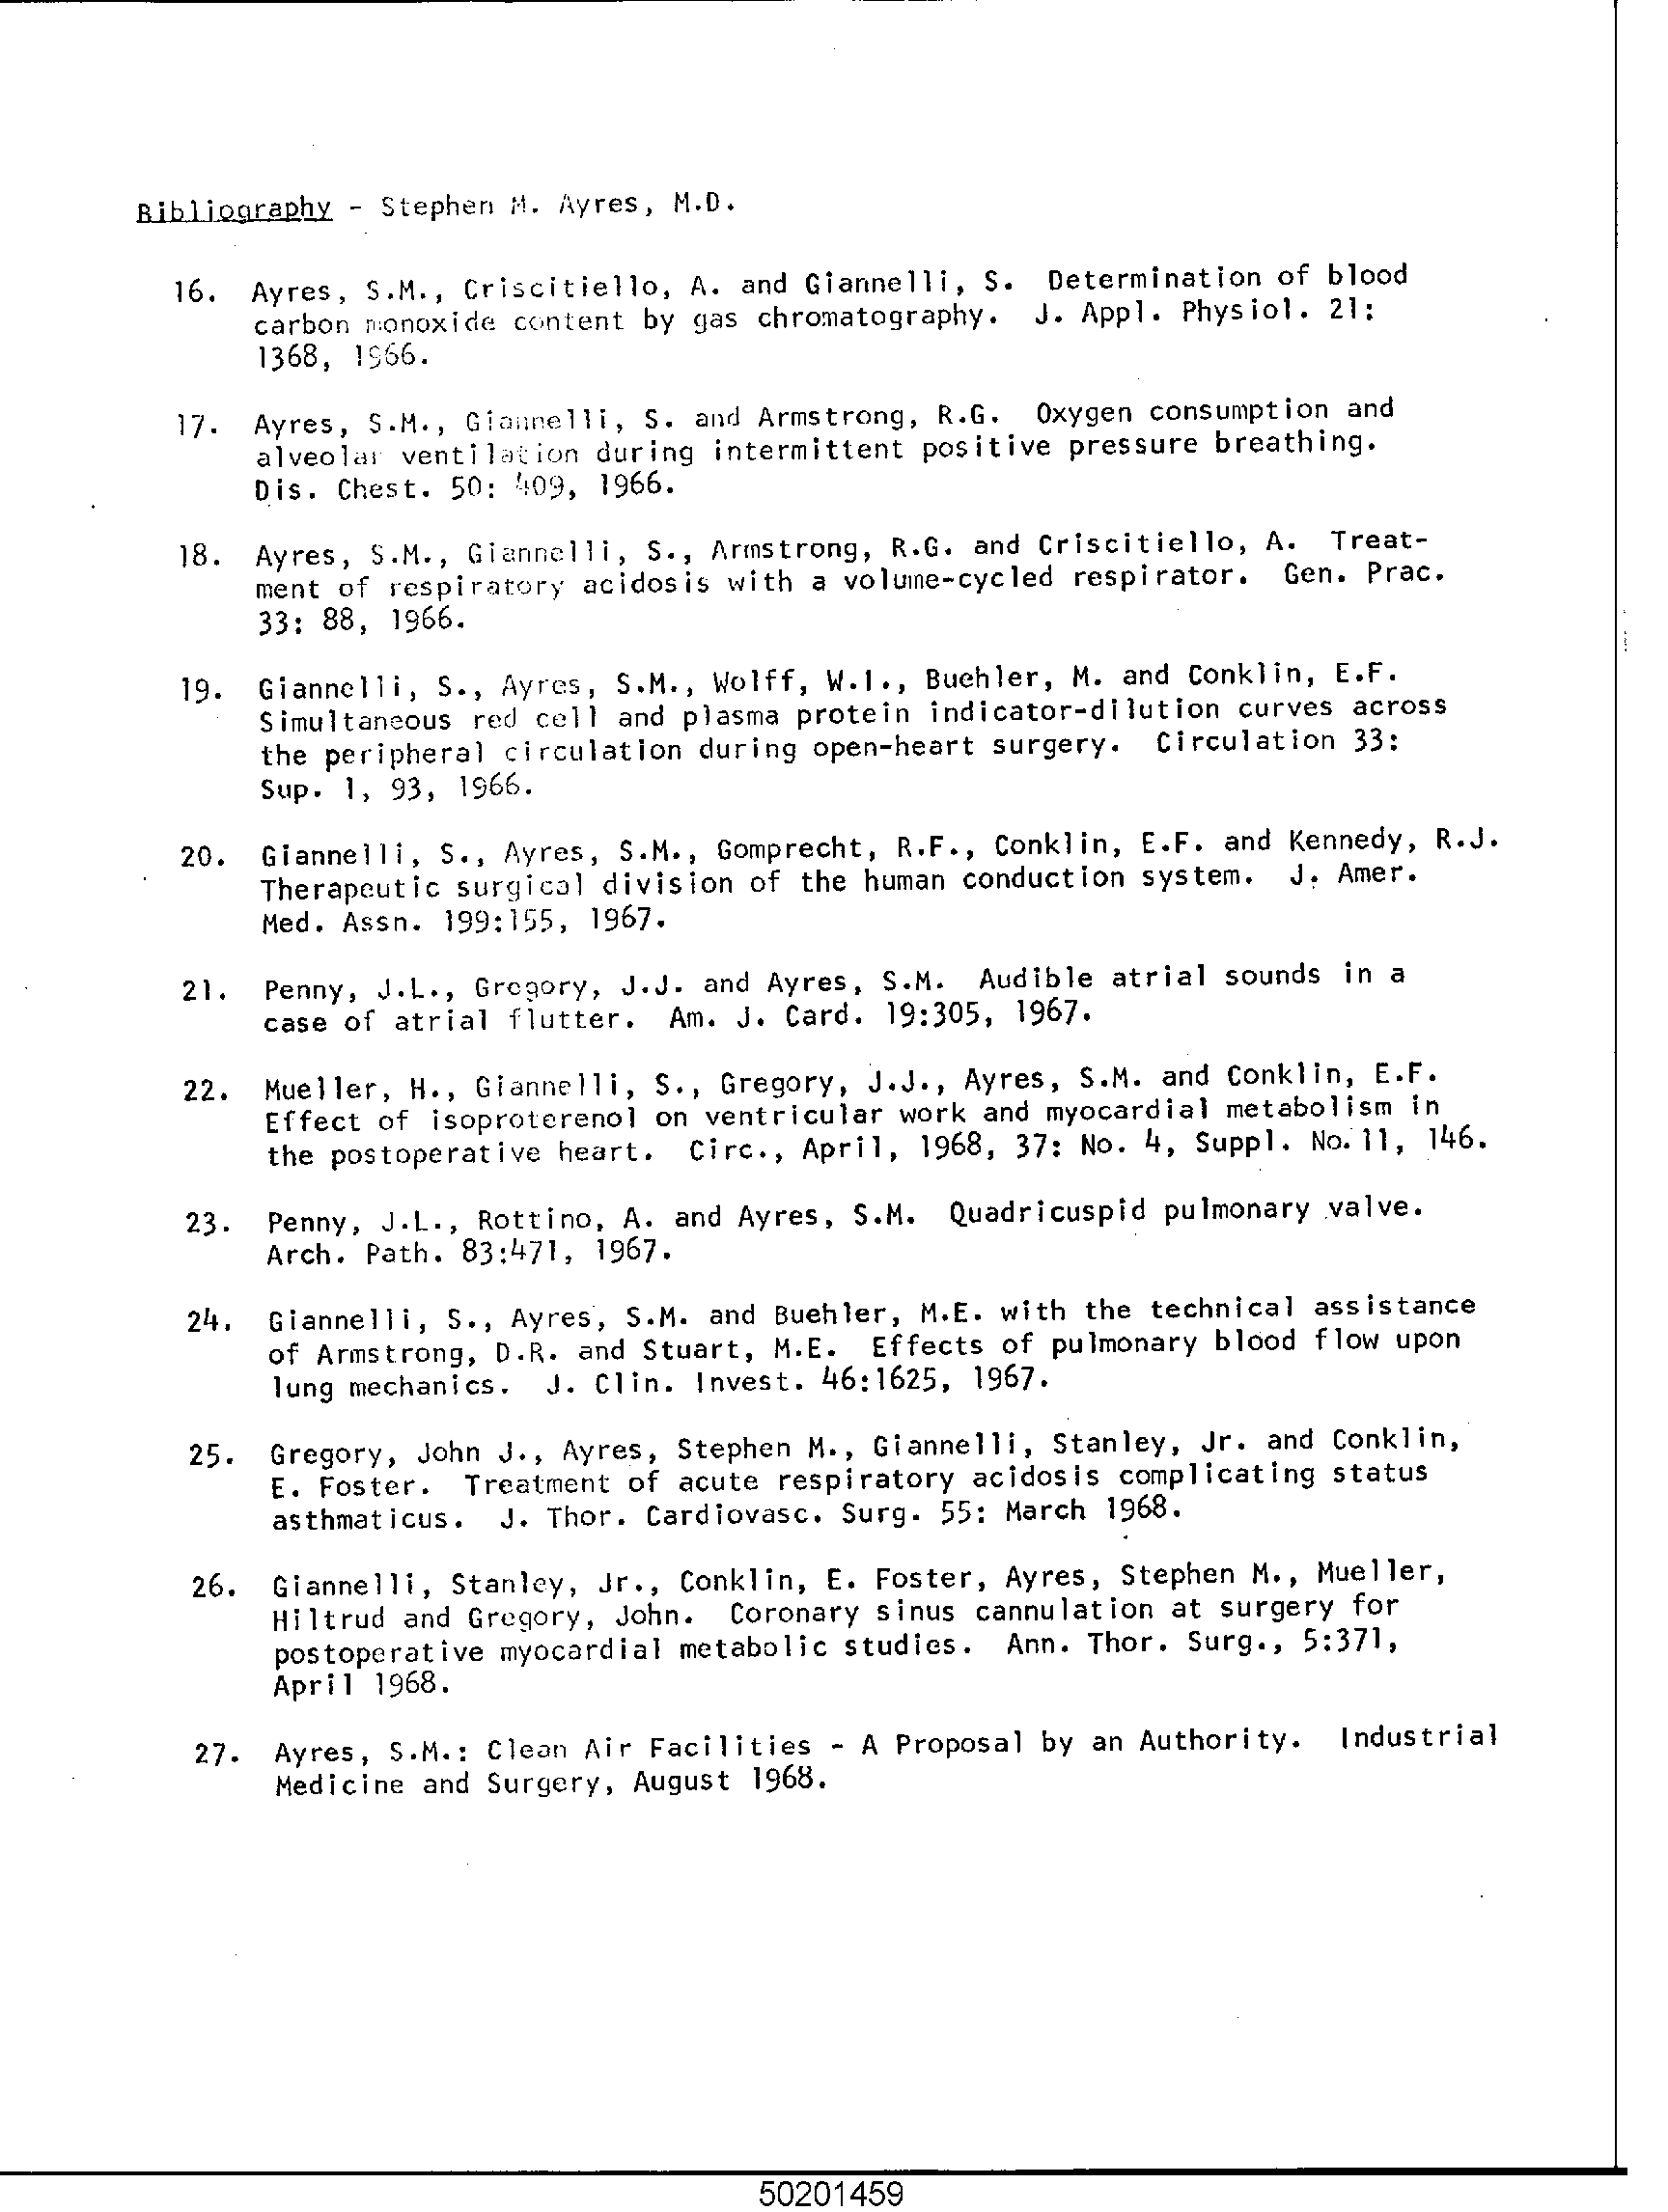 Bibliography - Stephen M. Ayres, M.D.
16. Ayres, S.M., Criscitiello, A. and Giannelli, S. Determination of blood
carbon monoxide content by gas chromatography. J. Appl. Physiol. 21:
1368, 1966.
17. Ayres, S.M., Giannelli, S. and Armstrong, R.G. Oxygen consumption and
alveolar ventilation during intermittent positive pressure breathing.
Dis. Chest. 50: 409, 1966.
18. Ayres, S.M., Giannelli, S., Armstrong, R.G. and Criscitiello, A. Treat-
ment of respiratory acidosis with a volume-cycled respirator. Gen. Prac.
33: 88, 1966.
19. Giannelli, S., Ayres, S.M., Wolff, W.I., Buehler, M. and Conklin, E.F.
Simultaneous red cell and plasma protein indicator-dilution curves across
the peripheral circulation during open-heart surgery. Circulation 33:
Sup. 1, 93, 1966.
20. Giannelli, S., Ayres, S.M., Gomprecht, R.F., Conklin, E.F. and Kennedy, R.J.
Therapeutic surgical division of the human conduction system. J. Amer.
Med. Assn. 199:155, 1967.
21. Penny, J.L., Gregory, J.J. and Ayres, S.M. Audible atrial sounds in a
case of atrial flutter. Am. J. Card. 19:305, 1967.
22. Mueller, H., Giannelli, S., Gregory, J.J., Ayres, S.M. and Conklin, E.F.
Effect of isoproterenol on ventricular work and myocardial metabolism in
the postoperative heart. Circ., April, 1968, 37: No. 4, Suppl. No. 11, 146.
23. Penny, J.L., Rottino, A. and Ayres, S.M. Quadricuspid pulmonary valve.
Arch. Path. 83:471, 1967.
24. Giannelli, S., Ayres, S.M. and Buehler, M.E. with the technical assistance
of Armstrong, D.R. and Stuart, M.E. Effects of pulmonary blood flow upon
lung mechanics. J. Clin. Invest. 46:1625, 1967.
25. Gregory, John J., Ayres, Stephen M., Giannelli, Stanley, Jr. and Conklin,
E. Foster. Treatment of acute respiratory acidosis complicating status
asthmaticus. J. Thor. Cardiovasc. Surg. 55: March 1968.
26. Giannelli, Stanley, Jr., Conklin, E. Foster, Ayres, Stephen M., Mueller,
Hiltrud and Gregory, John. Coronary sinus cannulation at surgery for
postoperative myocardial metabolic studies. Ann. Thor. Surg., 5:371,
April 1968.
27. Ayres, S.M.: Clean Air Facilities - A Proposal by an Authority. Industrial
Medicine and Surgery, August 1968.
50201459